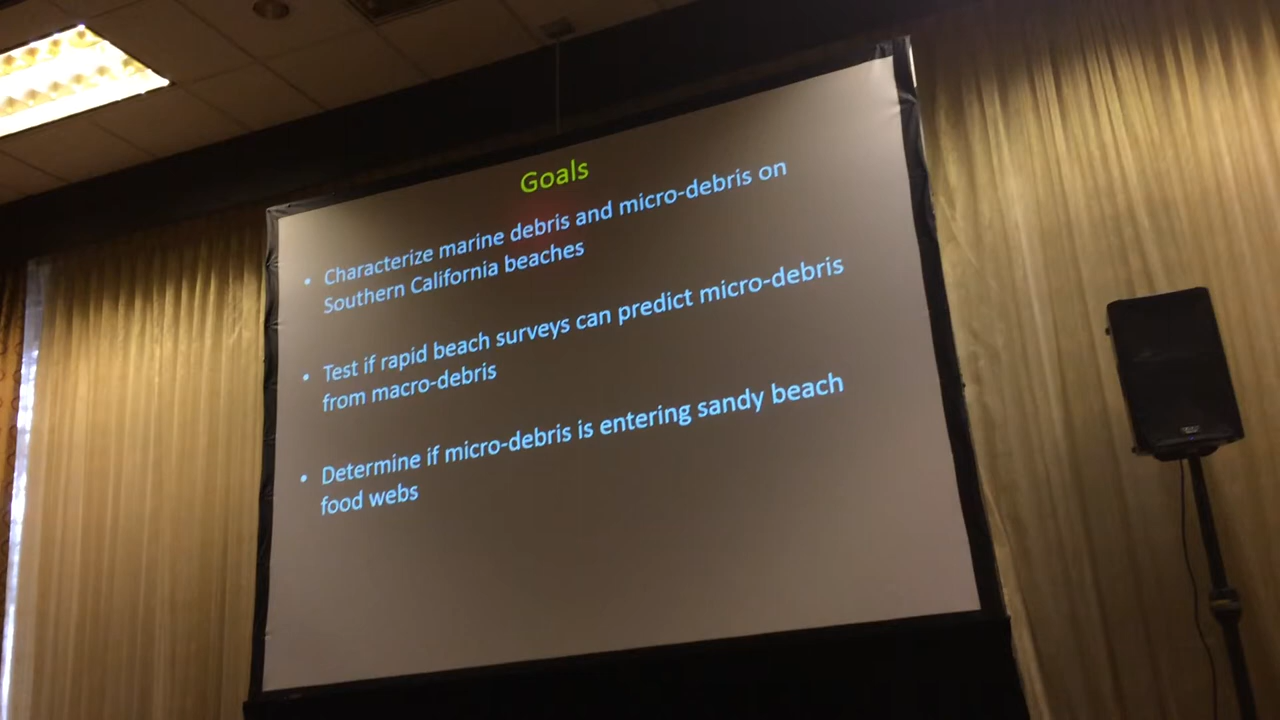 Goals
• Characterize marine debris and micro-debris on
Southern California beaches
• Test if rapid beach surveys can predict micro-debris
from macro-debris
• Determine if micro-debris is entering sandy beach
food webs